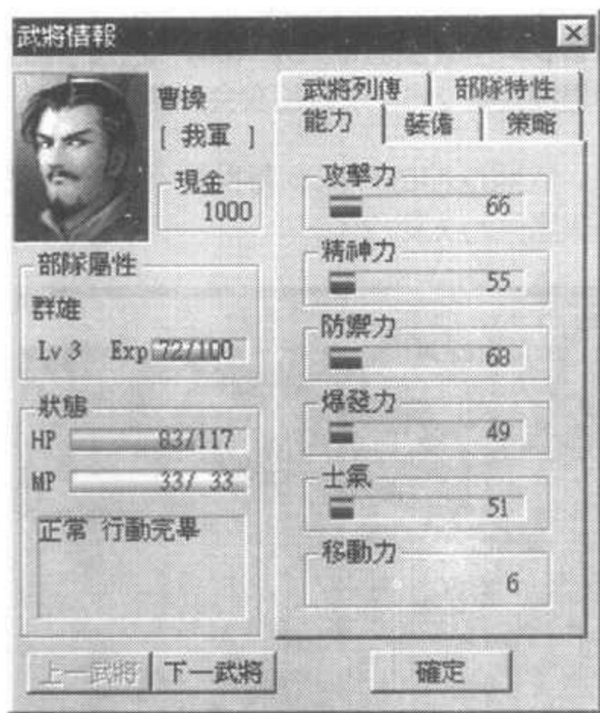 武將情報
曹操
[ 我軍 ]
現金
1000
部隊屬性
群雄
Lv 3 Exp 72/100
狀態
HP 83/117
MP 33/ 33
正常 行動完畢
上一武將 下一武將
武將列傳 部隊特性
能力 裝備 策略
攻擊力
66
精神力
55
防禦力
68
爆發力
49
士氣
51
移動力
6
確定